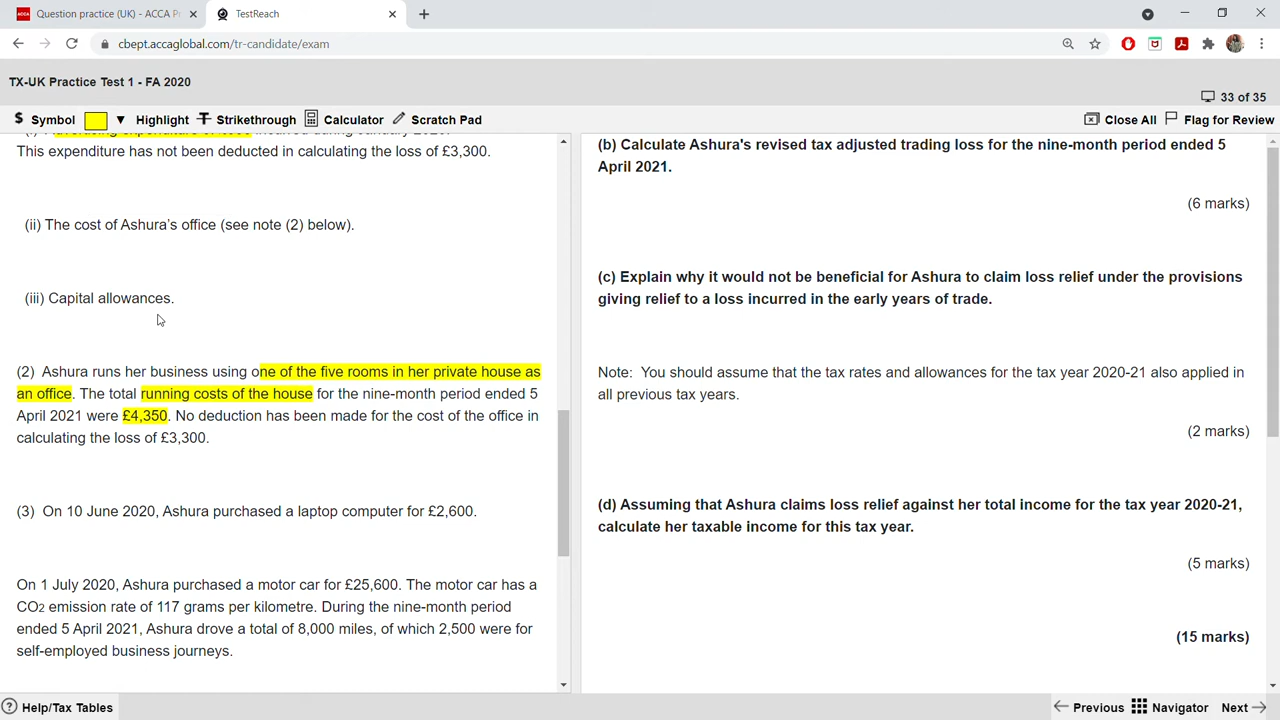 Question practice (UK) - ACCA P
TestReach
cbept.accaglobal.com/tr-candidate/exam
TX-UK Practice Test 1 - FA 2020
33 of 35
$ Symbol Highlight Strikethrough Calculator Scratch Pad Close All Flag for Review
This expenditure has not been deducted in calculating the loss of £3,300.
(ii) The cost of Ashura's office (see note (2) below).
(iii) Capital allowances.
(2) Ashura runs her business using one of the five rooms in her private house as
an office. The total running costs of the house for the nine-month period ended 5
April 2021 were £4,350. No deduction has been made for the cost of the office in
calculating the loss of £3,300.
(3) On 10 June 2020, Ashura purchased a laptop computer for £2,600.
On 1 July 2020, Ashura purchased a motor car for £25,600. The motor car has a
CO2 emission rate of 117 grams per kilometre. During the nine-month period
ended 5 April 2021, Ashura drove a total of 8,000 miles, of which 2,500 were for
self-employed business journeys.
(b) Calculate Ashura's revised tax adjusted trading loss for the nine-month period ended 5
April 2021.
(6 marks)
(c) Explain why it would not be beneficial for Ashura to claim loss relief under the provisions
giving relief to a loss incurred in the early years of trade.
Note: You should assume that the tax rates and allowances for the tax year 2020-21 also applied in
all previous tax years.
(2 marks)
(d) Assuming that Ashura claims loss relief against her total income for the tax year 2020-21,
calculate her taxable income for this tax year.
(5 marks)
(15 marks)
Help/Tax Tables
Previous Navigator Next